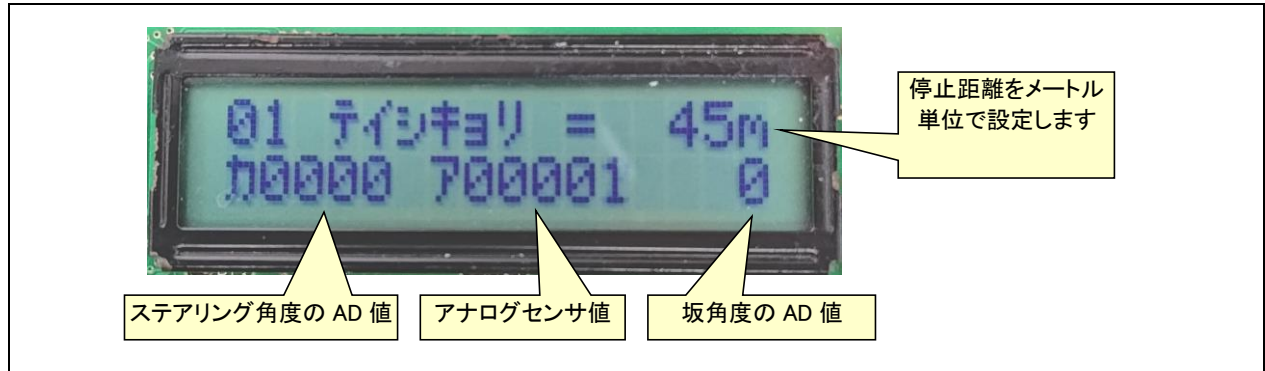 01 テイシキョリ = 45m
カ0000 ア00001 0
停止距離をメートル
単位で設定します
ステアリング角度の AD 値
アナログセンサ値
坂角度の AD 値